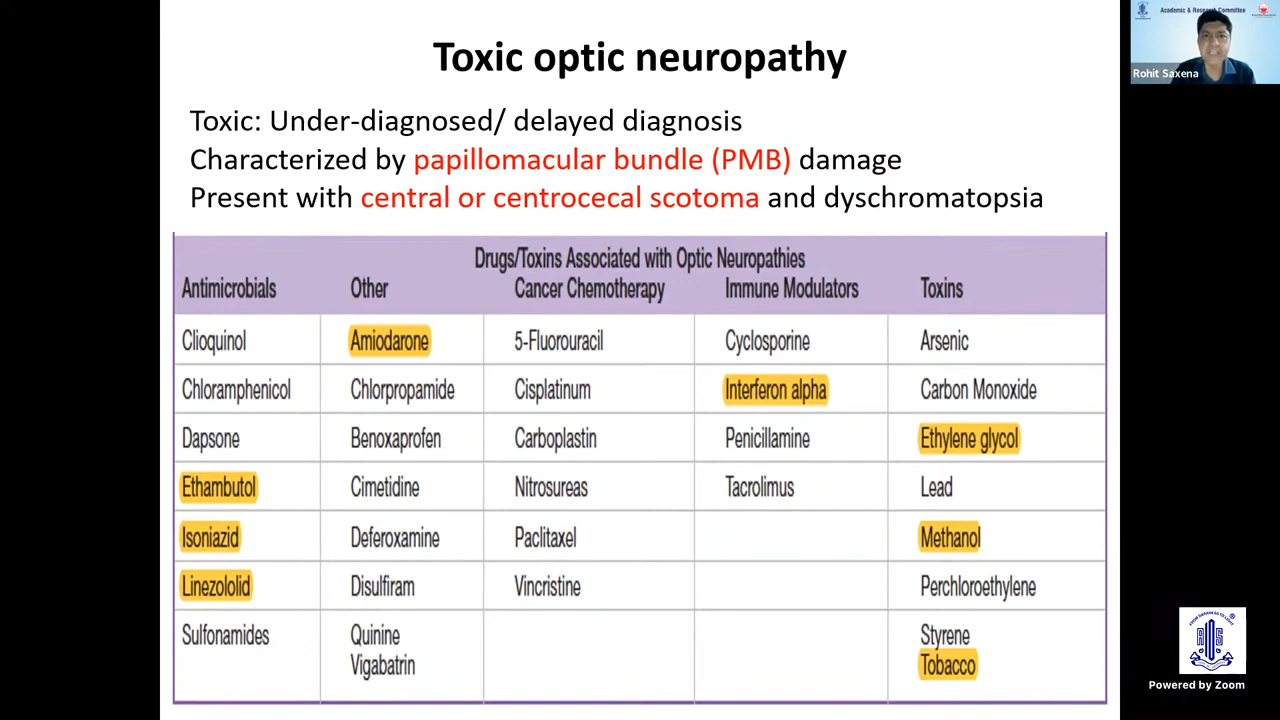 Toxic optic neuropathy
Toxic: Under-diagnosed/ delayed diagnosis
Characterized by papillomacular bundle (PMB) damage
Present with central or centrocecal scotoma and dyschromatopsia
Drugs/Toxins Associated with Optic Neuropathies
Antimicrobials Other Cancer Chemotherapy Immune Modulators Toxins
Clioquinol Amiodarone 5-Fluorouracil Cyclosporine Arsenic
Chloramphenicol Chlorpropamide Cisplatinum Interferon alpha Carbon Monoxide
Dapsone Benoxaprofen Carboplastin Penicillamine Ethylene glycol
Ethambutol Cimetidine Nitrosureas Tacrolimus Lead
Isoniazid Deferoxamine Paclitaxel Methanol
Linezololid Disulfiram Vincristine Perchloroethylene
Sulfonamides Quinine Styrene
Vigabatrin Tobacco
Academic & Research Committee
Rohit Saxena
Powered by Zoom